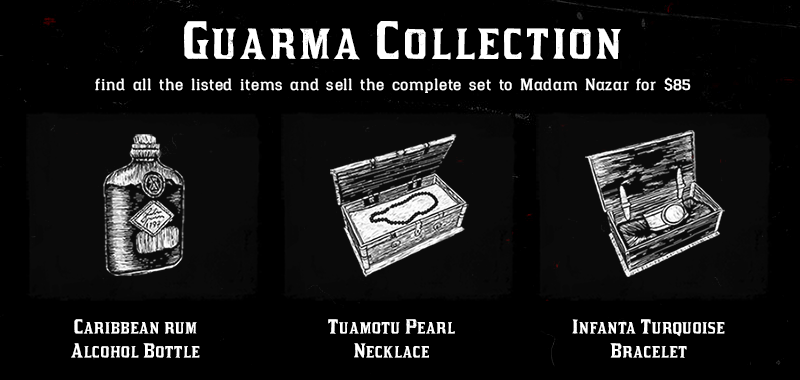 Guarma Collection
find all the listed items and sell the complete set to Madam Nazar for $85
Caribbean rum
Alcohol Bottle
Tuamotu Pearl
Necklace
Infanta Turquoise
Bracelet